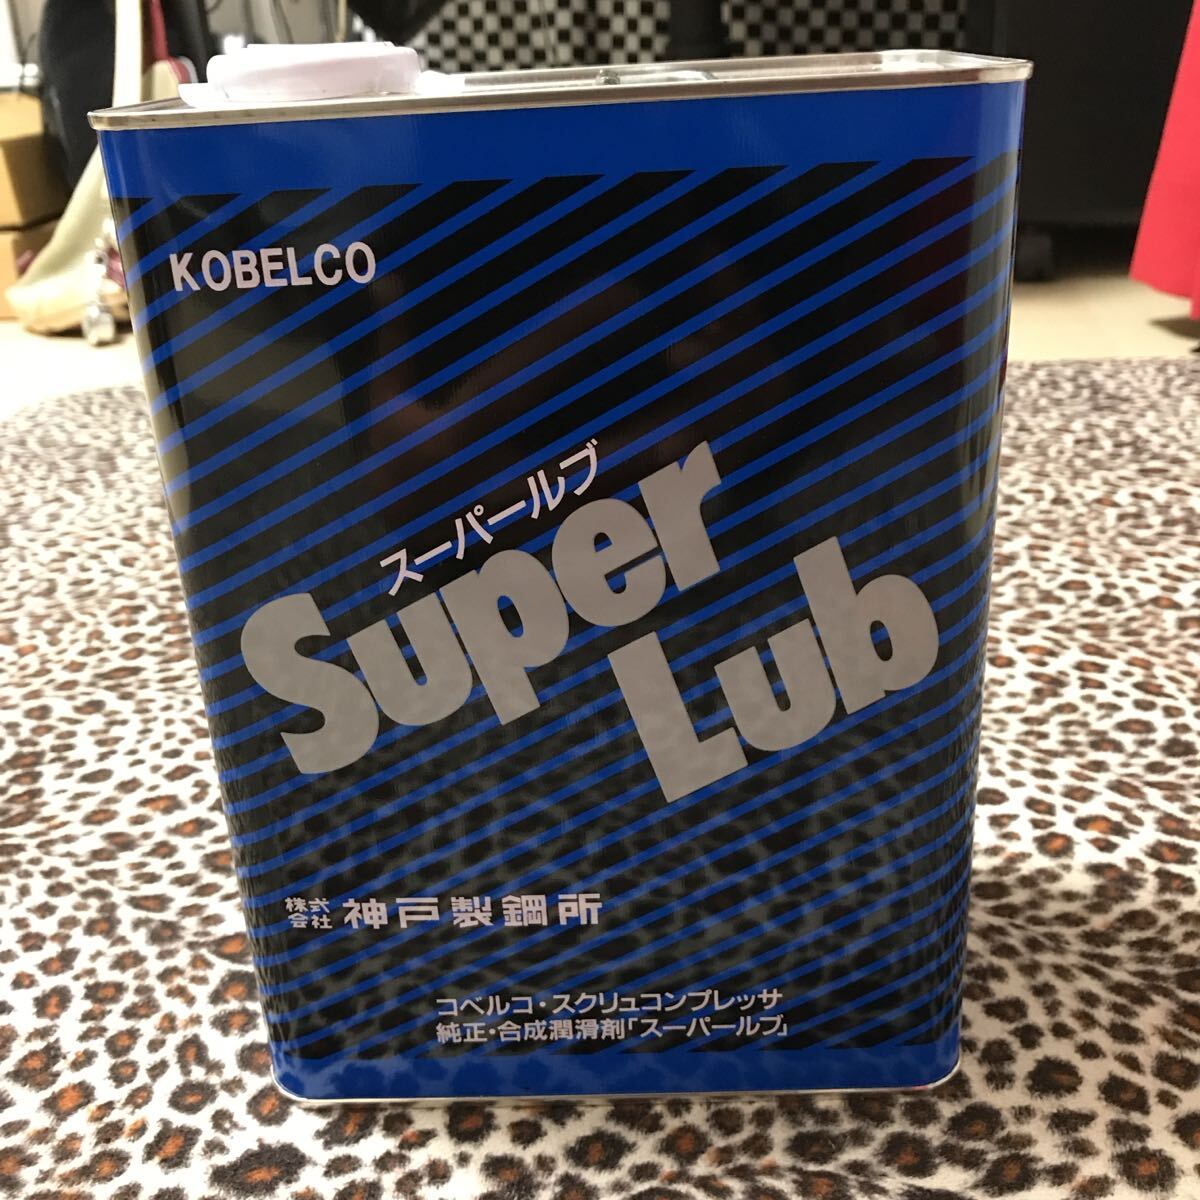 KOBELCO
スーパールブ
Super
Lub
株式会社 神戸製鋼所
コベルコ・スクリュコンプレッサ
純正・合成潤滑剤「スーパールブ」